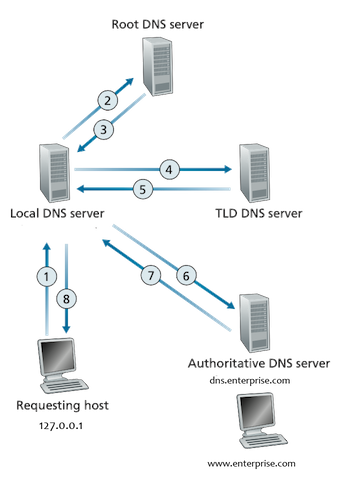 Root DNS server
2
3
4
5
Local DNS server
TLD DNS server
1
8
7
6
Authoritative DNS server
dns.enterprise.com
Requesting host
127.0.0.1
www.enterprise.com